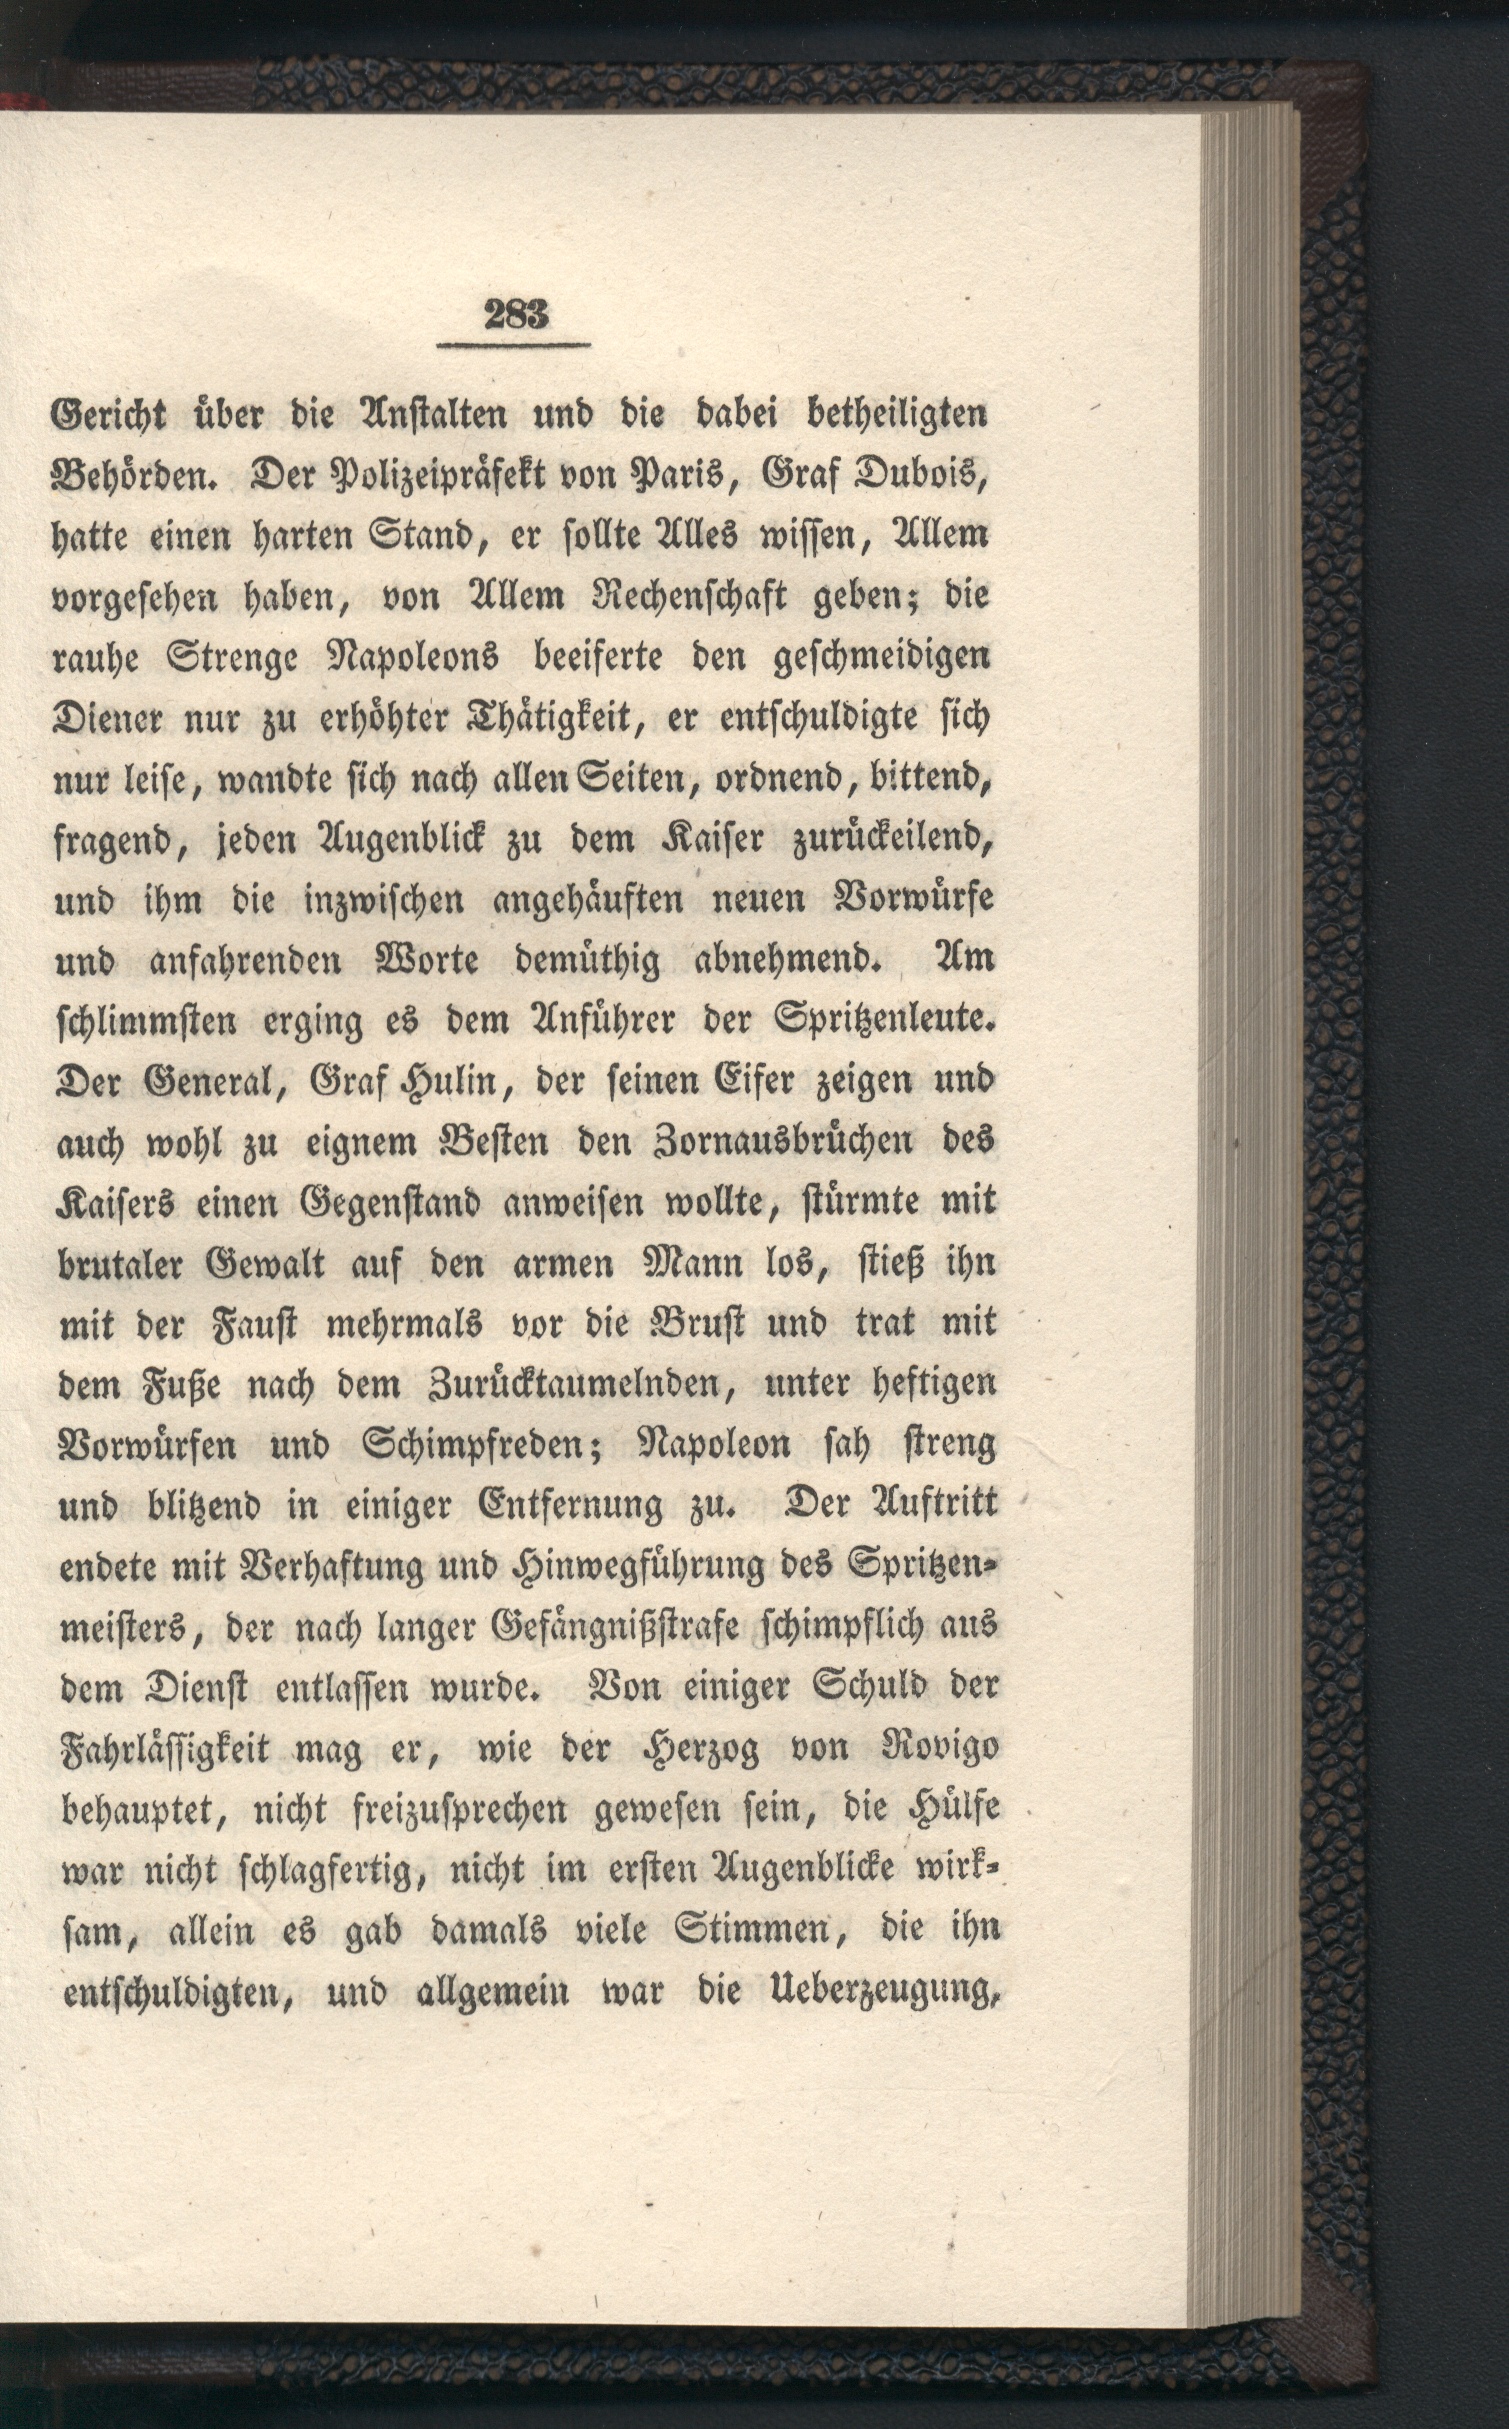 283
Gericht über die Anstalten und die dabei betheiligten
Behörden. Der Polizeipräfekt von Paris, Graf Dubois,
hatte einen harten Stand, er sollte Alles wissen, Allem
vorgesehen haben, von Allem Rechenschaft geben; die
rauhe Strenge Napoleons beeiferte den geschmeidigen
Diener nur zu erhöhter Thätigkeit, er entschuldigte sich
nur leise, wandte sich nach allen Seiten, ordnend, bittend,
fragend, jeden Augenblick zu dem Kaiser zurückeilend,
und ihm die inzwischen angehäuften neuen Vorwürfe
und anfahrenden Worte demüthig abnehmend. Am
schlimmsten erging es dem Anführer der Spritzenleute.
Der General, Graf Hulin, der seinen Eifer zeigen und
auch wohl zu eignem Besten den Zornausbrüchen des
Kaisers einen Gegenstand anweisen wollte, stürmte mit
brutaler Gewalt auf den armen Mann los, stieß ihn
mit der Faust mehrmals vor die Brust und trat mit
dem Fuße nach dem Zurücktaumelnden, unter heftigen
Vorwürfen und Schimpfreden; Napoleon sah streng
und blitzend in einiger Entfernung zu. Der Auftritt
endete mit Verhaftung und Hinwegführung des Spritzen-
meisters, der nach langer Gefängnißstrafe schimpflich aus
dem Dienst entlassen wurde. Von einiger Schuld der
Fahrlässigkeit mag er, wie der Herzog von Rovigo
behauptet, nicht freizusprechen gewesen sein, die Hülfe
war nicht schlagfertig, nicht im ersten Augenblicke wirk-
sam, allein es gab damals viele Stimmen, die ihn
entschuldigten, und allgemein war die Ueberzeugung,